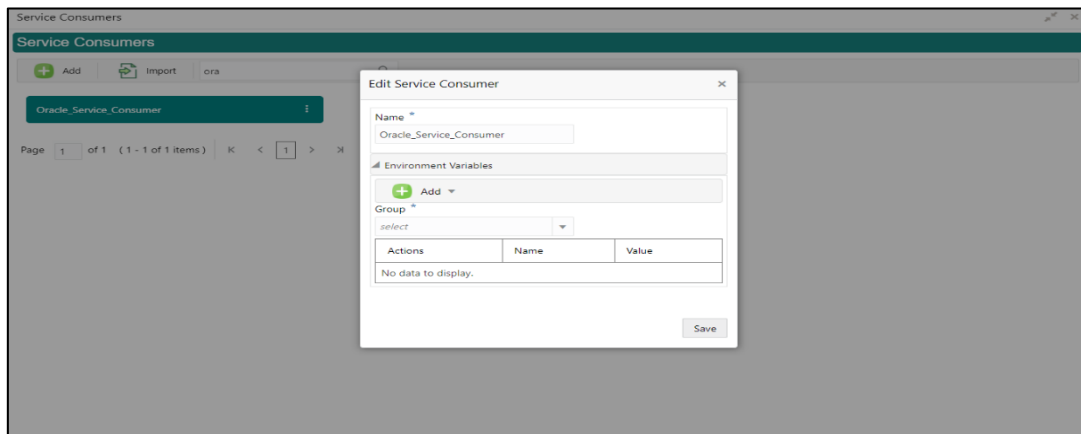 Service Consumers
Service Consumers
Add Import ora
Oracle_Service_Consumer
Page 1 of 1 (1 - 1 of 1 items) K < 1 > >|
Edit Service Consumer ×
Name *
Oracle_Service_Consumer
Environment Variables
Add
Group *
select
Actions Name Value
No data to display.
Save